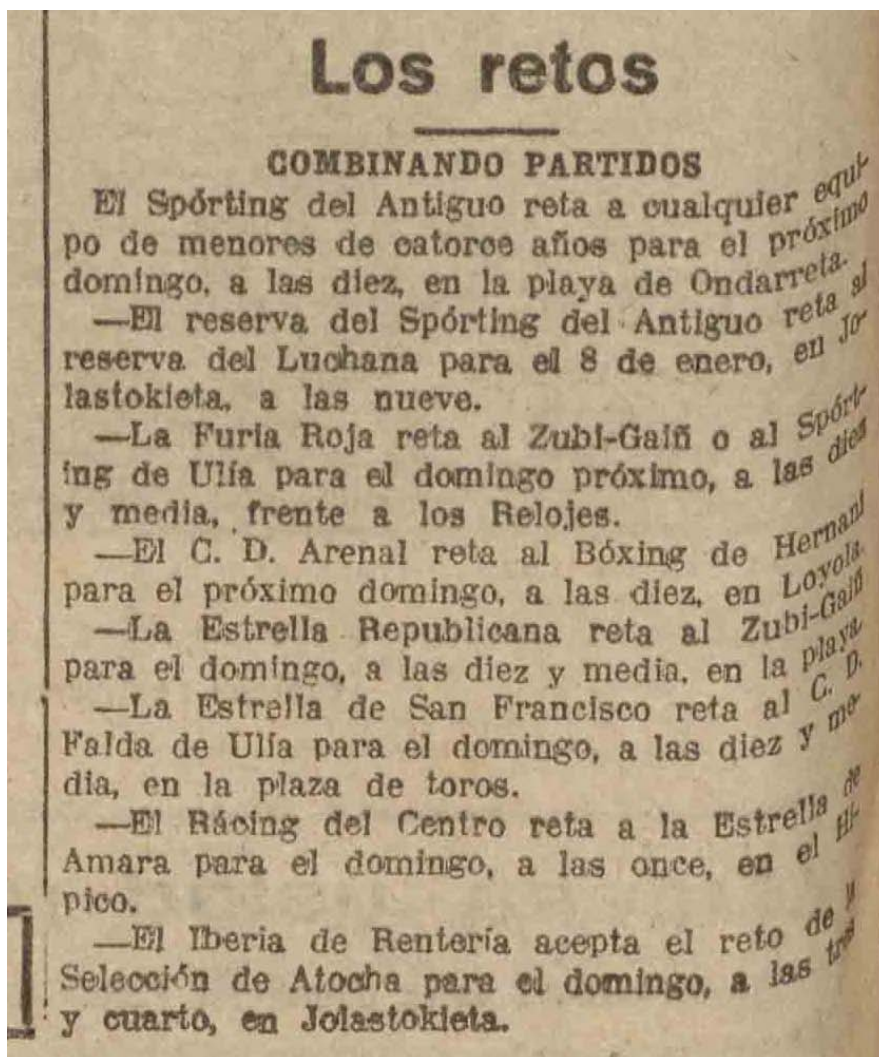 Los retos
COMBINANDO PARTIDOS
El Spórting del Antiguo reta a cualquier equi-
po de menores de catorce años para el próximo
domingo, a las diez, en la playa de Ondarreta.
—El reserva del Spórting del Antiguo reta al
reserva del Luchana para el 8 de enero, en Jo-
lastokieta, a las nueve.
—La Furia Roja reta al Zubi-Gaiñ o al Spórt-
ing de Ulía para el domingo próximo, a las diez
y media, frente a los Relojes.
—El C. D. Arenal reta al Bóxing de Hernani
para el próximo domingo, a las diez, en Loyola.
—La Estrella Republicana reta al Zubi-Gaiñ
para el domingo, a las diez y media, en la playa.
—La Estrella de San Francisco reta al C. D.
Falda de Ulía para el domingo, a las diez y me-
dia, en la plaza de toros.
—El Rácing del Centro reta a la Estrella de
Amara para el domingo, a las once, en el Hí-
pico.
—El Iberia de Rentería acepta el reto de
Selección de Atocha para el domingo, a las tres
y cuarto, en Jolastokieta.